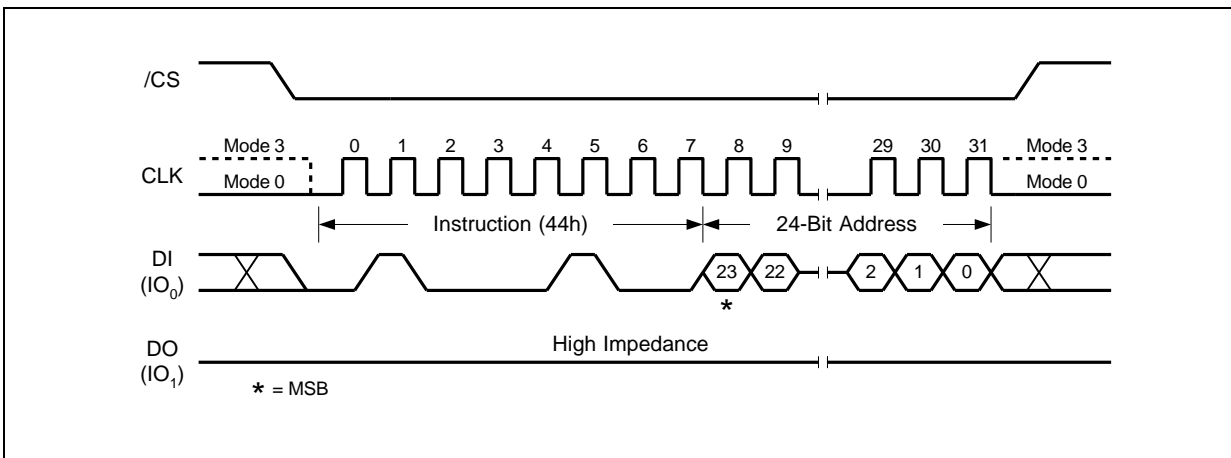 /CS
Mode 3 0 1 2 3 4 5 6 7 8 9 29 30 31 Mode 3
CLK
Mode 0 Mode 0
Instruction (44h) 24-Bit Address
DI
(IO₀)
23 22 2 1 0
*
High Impedance
DO
(IO₁)
* = MSB